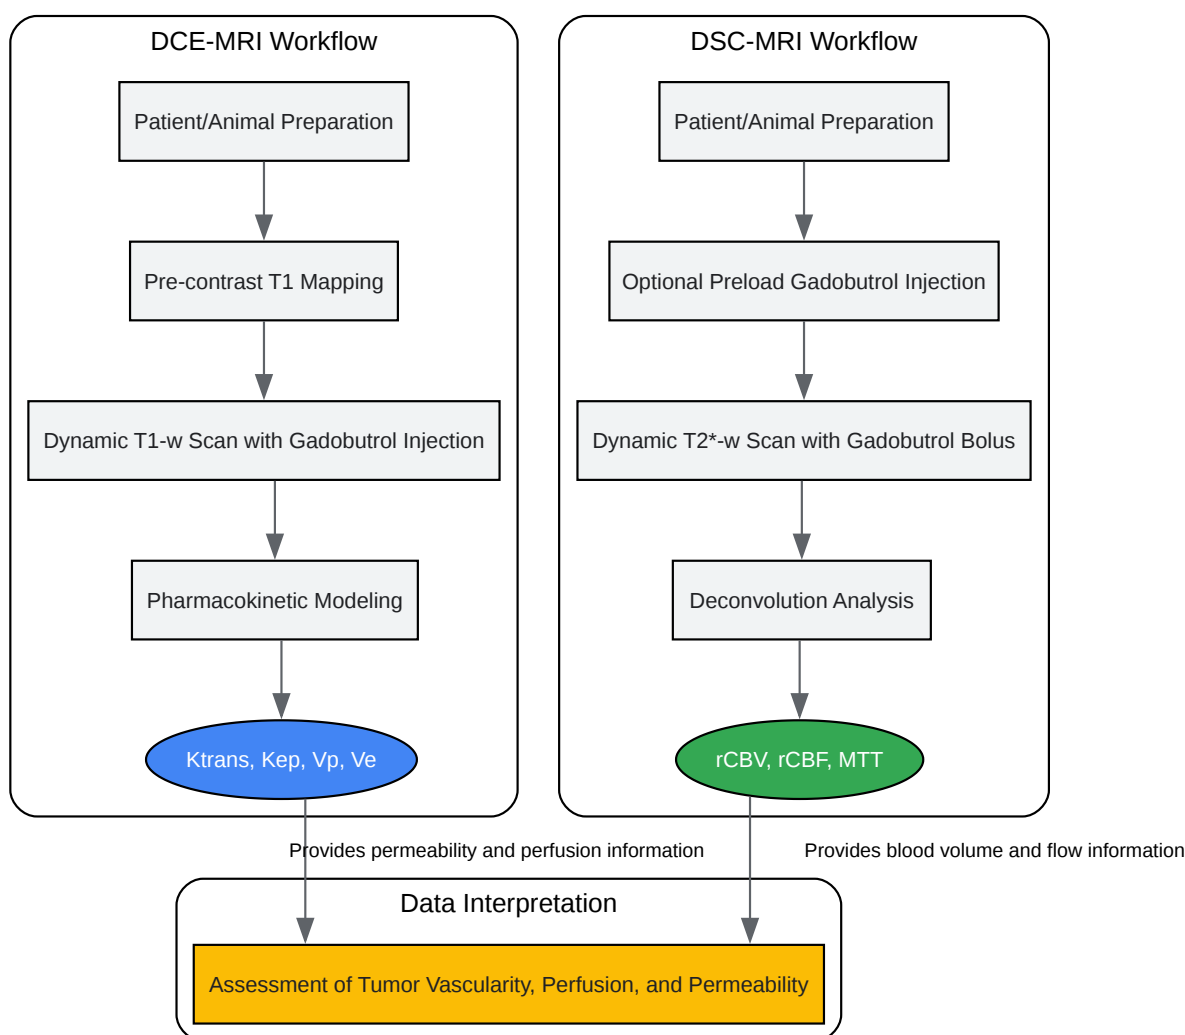 DCE-MRI Workflow
Patient/Animal Preparation
Pre-contrast T1 Mapping
Dynamic T1-w Scan with Gadobutrol Injection
Pharmacokinetic Modeling
Ktrans, Kep, Vp, Ve
DSC-MRI Workflow
Patient/Animal Preparation
Optional Preload Gadobutrol Injection
Dynamic T2*-w Scan with Gadobutrol Bolus
Deconvolution Analysis
rCBV, rCBF, MTT
Provides permeability and perfusion information
Provides blood volume and flow information
Data Interpretation
Assessment of Tumor Vascularity, Perfusion, and Permeability